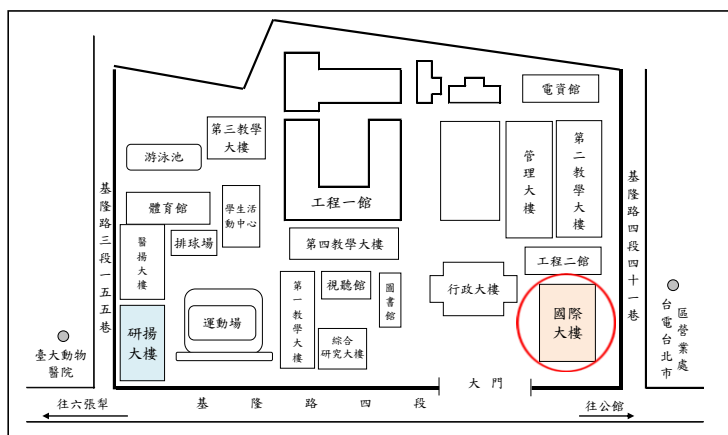 電資館
第三教學
大樓
游泳池
管理大樓
第二教學大樓
工程一館
體育館
學生活
動中心
基隆路三段一五五巷
基隆路四段四十一巷
醫揚大樓
排球場
第四教學大樓
工程二館
第一教學大樓
視聽館
圖書館
行政大樓
國際
大樓
運動場
研揚
大樓
綜合
研究大樓
臺大動物
醫院
台電台北市
區營業處
大門
往六張犁
基隆路四段
往公館